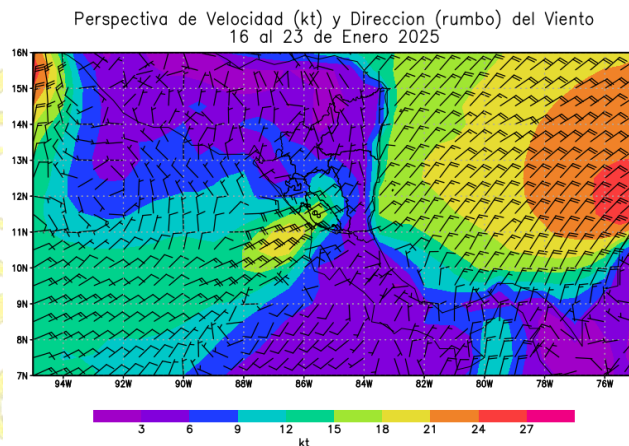 Perspectiva de Velocidad (kt) y Direccion (rumbo) del Viento
16 al 23 de Enero 2025
16N
15N
14N
13N
12N
11N
10N
9N
8N
7N
94W 92W 90W 88W 86W 84W 82W 80W 78W 76W
3 6 9 12 15 18 21 24 27
kt